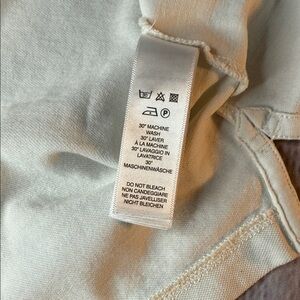 30° MACHINE
WASH
30° LAVER
À LA MACHINE
30° LAVAGGIO IN
LAVATRICE
30°
MASCHINENWÄSCHE
DO NOT BLEACH
NON CANDEGGIARE
NE PAS JAVELLISER
NICHT BLEICHEN